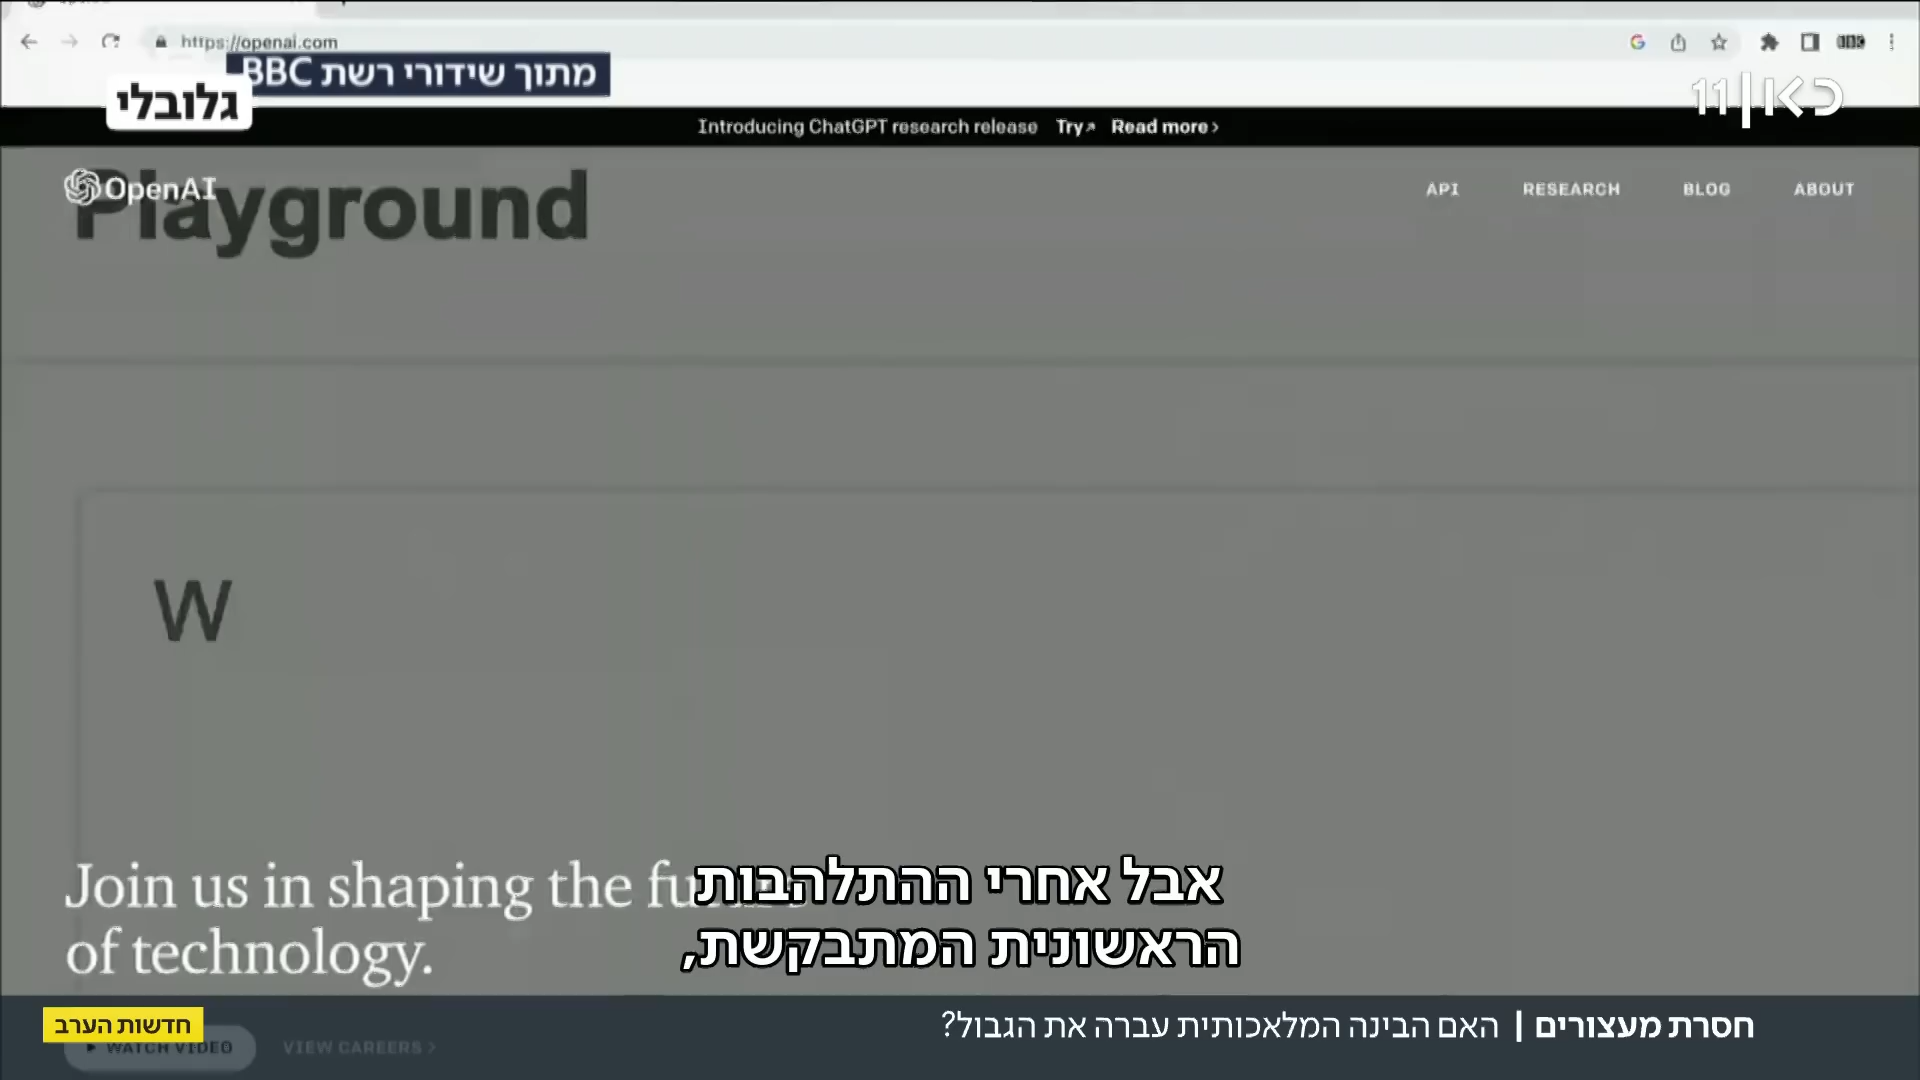 https://openai.com
מתוך שידורי רשת BBC
גלובלי
כאן 11
Introducing ChatGPT research release Try↗ Read more ›
OpenAI
API RESEARCH BLOG ABOUT
Playground
W
Join us in shaping the
of technology.
אבל אחרי ההתלהבות
הראשונית המתבקשת,
חסרת מעצורים | האם הבינה המלאכותית עברה את הגבול?
חדשות הערב
WATCH VIDEO
VIEW CAREERS ›